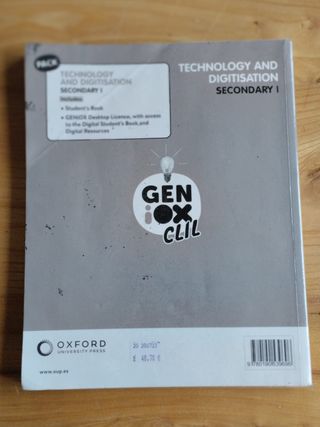 PACK
TECHNOLOGY
AND DIGITISATION
SECONDARY I
Includes:
• Student's Book
• GENiOX Desktop Licence, with access
to the Digital Student's Book and
Digital Resources
TECHNOLOGY AND
DIGITISATION
SECONDARY I
GEN
iOX
CLIL
OXFORD
UNIVERSITY PRESS
www.oup.es